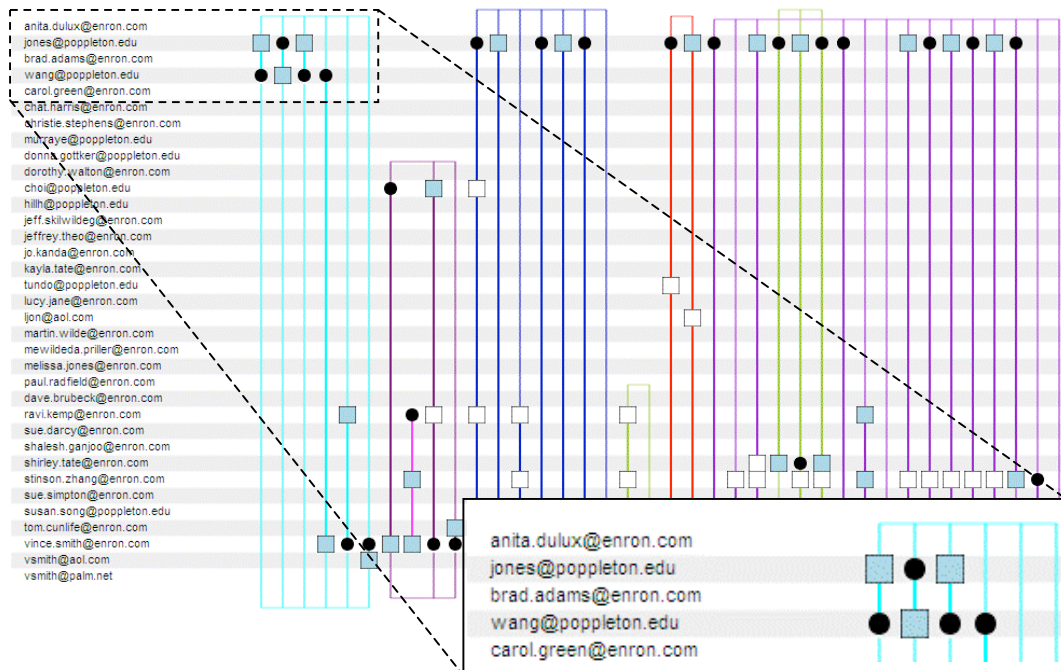 anita.dulux@enron.com
jones@poppleton.edu
brad.adams@enron.com
wang@poppleton.edu
carol.green@enron.com
chat.harris@enron.com
christie.stephens@enron.com
murraye@poppleton.edu
donna.gottker@poppleton.edu
dorothy.walton@enron.com
choi@poppleton.edu
hillh@poppleton.edu
jeff.skilwildeg@enron.com
jeffrey.theo@enron.com
jo.kanda@enron.com
kayla.tate@enron.com
tundo@poppleton.edu
lucy.jane@enron.com
ljon@aol.com
martin.wilde@enron.com
mewildeda.priller@enron.com
melissa.jones@enron.com
paul.radfield@enron.com
dave.brubeck@enron.com
ravi.kemp@enron.com
sue.darcy@enron.com
shalesh.ganjoo@enron.com
shirley.tate@enron.com
stinson.zhang@enron.com
sue.simpton@enron.com
susan.song@poppleton.edu
tom.cunlife@enron.com
vince.smith@enron.com
vsmith@aol.com
vsmith@palm.net
anita.dulux@enron.com
jones@poppleton.edu
brad.adams@enron.com
wang@poppleton.edu
carol.green@enron.com